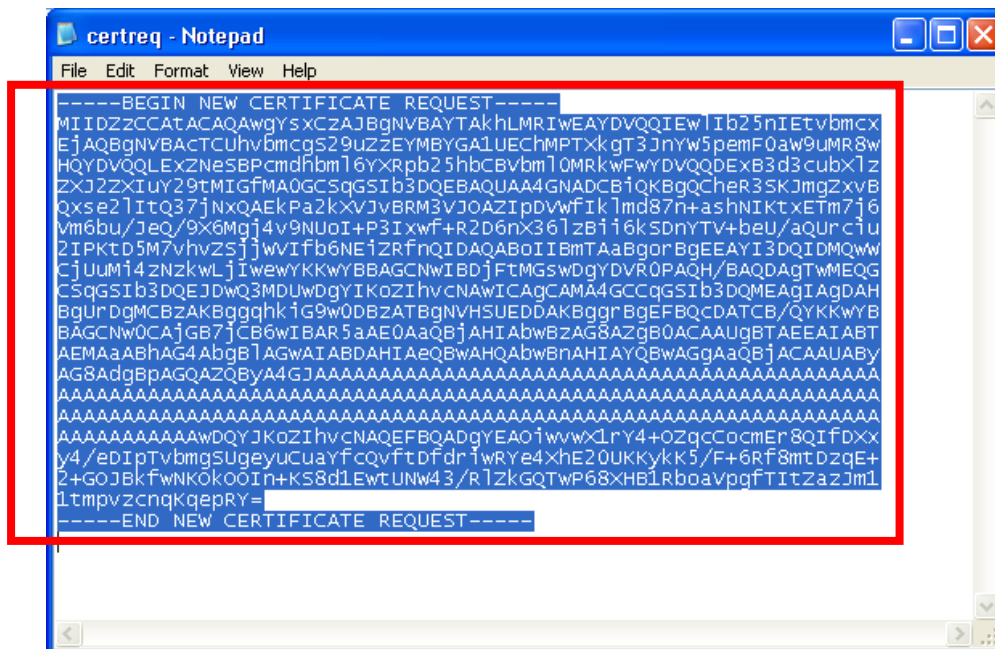 certreq - Notepad
File Edit Format View Help
-----BEGIN NEW CERTIFICATE REQUEST-----
MIIDZzCCAtACAQAwgYsxCzAJBgNVBAYTAkhLMRIwEAYDVQQIEwlIb25nIEtvbmcx
EjAQBgNVBAcTCUhvbmcgS29uZzEYMBYGA1UEChMPTXkgT3JnYW5pemF0aW9uMR8w
HQYDVQQLExZNeSBPcmdhbml6YXRpb25hbCBVbml0MRkwFwYDVQQDExB3d3cubXlz
ZXJ2ZXIuY29tMIGfMA0GCSqGSIb3DQEBAQUAA4GNADCBiQKBgQCheR3SKJmgZxvB
Qxse2lItQ37jNxQAEkPa2kXVJvBRM3VJOAZIpDVWfIklmd87n+ashNIKtxETm7j6
Vm6bu/JeQ/9X6Mgj4v9NUoI+P3Ixwf+R2D6nX36lzBji6kSDnYTV+beU/aQUrciu
2IPKtD5M7vhvZSjjWVIfb6NEiZRfnQIDAQABoIIBmTAaBgorBgEEAYI3DQIDMQwW
CjUuMi4zNzkwLjIwewYKKwYBBAGCNwIBDjFtMGswDgYDVR0PAQH/BAQDAgTwMEQG
CSqGSIb3DQEJDwQ3MDUwDgYIKoZIhvcNAwICAgCAMA4GCCqGSIb3DQMEAgIAgDAH
BgUrDgMCBzAKBggqhkiG9w0DBzATBgNVHSUEDDAKBggrBgEFBQcDATCB/QYKKwYB
BAGCNw0CAjGB7jCB6wIBAR5aAE0AaQBjAHIAbwBzAG8AZgB0ACAAUgBTAEEAIABT
AEMAaABhAG4AbgBlAGwAIABDAHIAeQBwAHQAbwBnAHIAYQBwAGgAaQBjACAAUABy
AG8AdgBpAGQAZQByA4GJAAAAAAAAAAAAAAAAAAAAAAAAAAAAAAAAAAAAAAAAAAAA
AAAAAAAAAAAAAAAAAAAAAAAAAAAAAAAAAAAAAAAAAAAAAAAAAAAAAAAAAAAAAAAA
AAAAAAAAAAAAAAAAAAAAAAAAAAAAAAAAAAAAAAAAAAAAAAAAAAAAAAAAAAAAAAAA
AAAAAAAAAAAwDQYJKoZIhvcNAQEFBQADgYEAOiwvwX1rY4+OZqcCocmEr8QIfDXx
y4/eDIpTvbmgSUgeyuCuaYfcQvftDfdriwRYe4XhE2OUKKykK5/F+6Rf8mtDzqE+
2+GOJBkfwNKOkOOIn+KS8d1EwtUNW43/RlZkGQTwP68XHB1RboaVpgfTItZazJm1
1tmpvzcnqKqepRY=
-----END NEW CERTIFICATE REQUEST-----